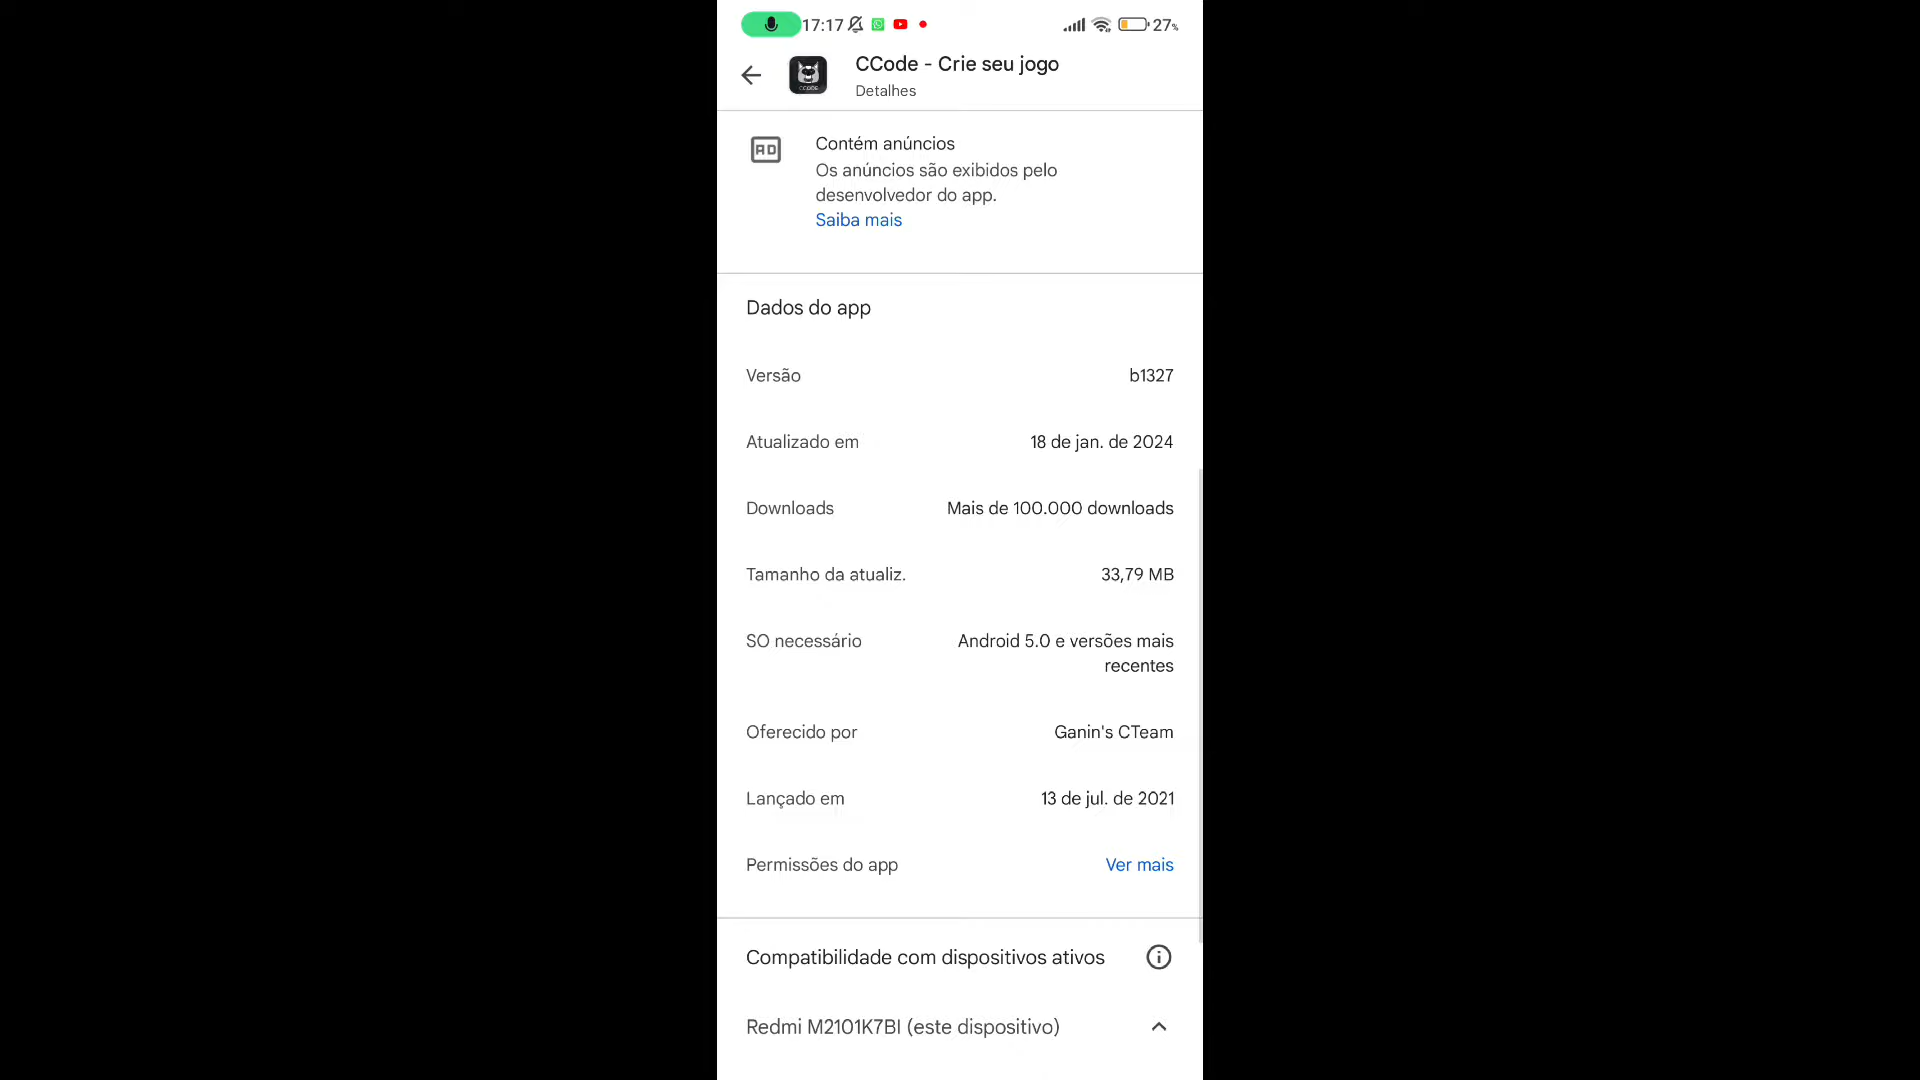 17:17 27%
CCode - Crie seu jogo
CCODE
Detalhes
AD
Contém anúncios
Os anúncios são exibidos pelo
desenvolvedor do app.
Saiba mais
Dados do app
Versão b1327
Atualizado em 18 de jan. de 2024
Downloads Mais de 100.000 downloads
Tamanho da atualiz. 33,79 MB
SO necessário Android 5.0 e versões mais
recentes
Oferecido por Ganin's CTeam
Lançado em 13 de jul. de 2021
Permissões do app Ver mais
Compatibilidade com dispositivos ativos
Redmi M2101K7BI (este dispositivo)